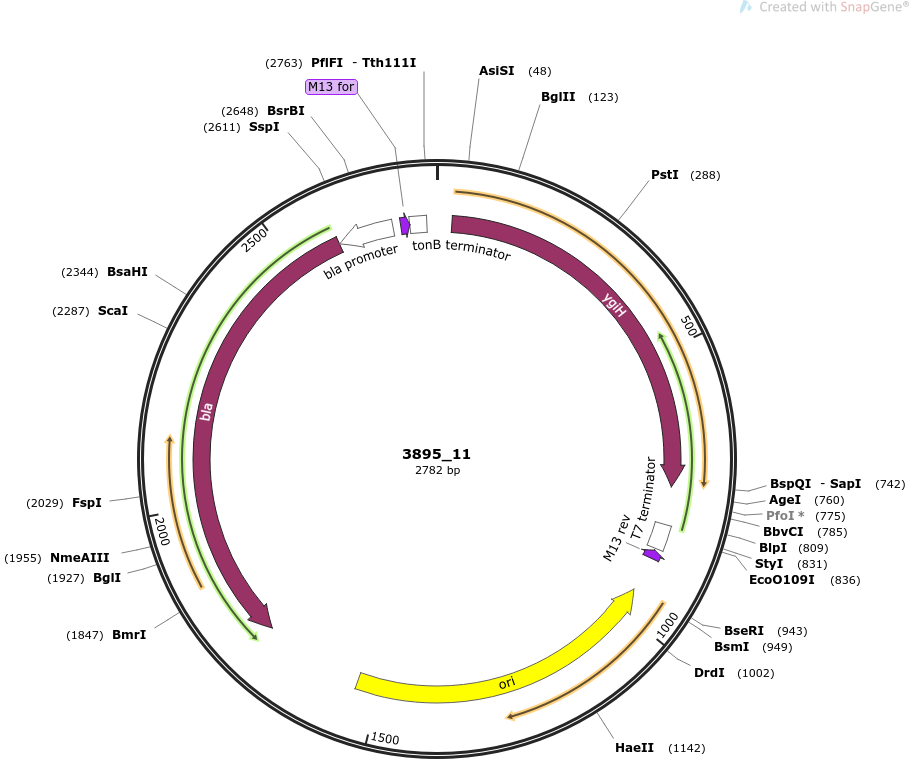 Created with SnapGene®
(2763) PflFI - Tth111I
M13 for
(2648) BsrBI
(2611) SspI
AsiSI (48)
BglII (123)
PstI (288)
2500
bla promoter
tonB terminator
ygiH
500
(2344) BsaHI
(2287) ScaI
bla
3895_11
2782 bp
(2029) FspI
2000
(1955) NmeAIII
(1927) BglI
(1847) BmrI
T7 terminator
M13 rev
BspQI - SapI (742)
AgeI (760)
PfoI * (775)
BbvCI (785)
BlpI (809)
StyI (831)
EcoO109I (836)
1000
BseRI (943)
BsmI (949)
DrdI (1002)
ori
1500
HaeII (1142)